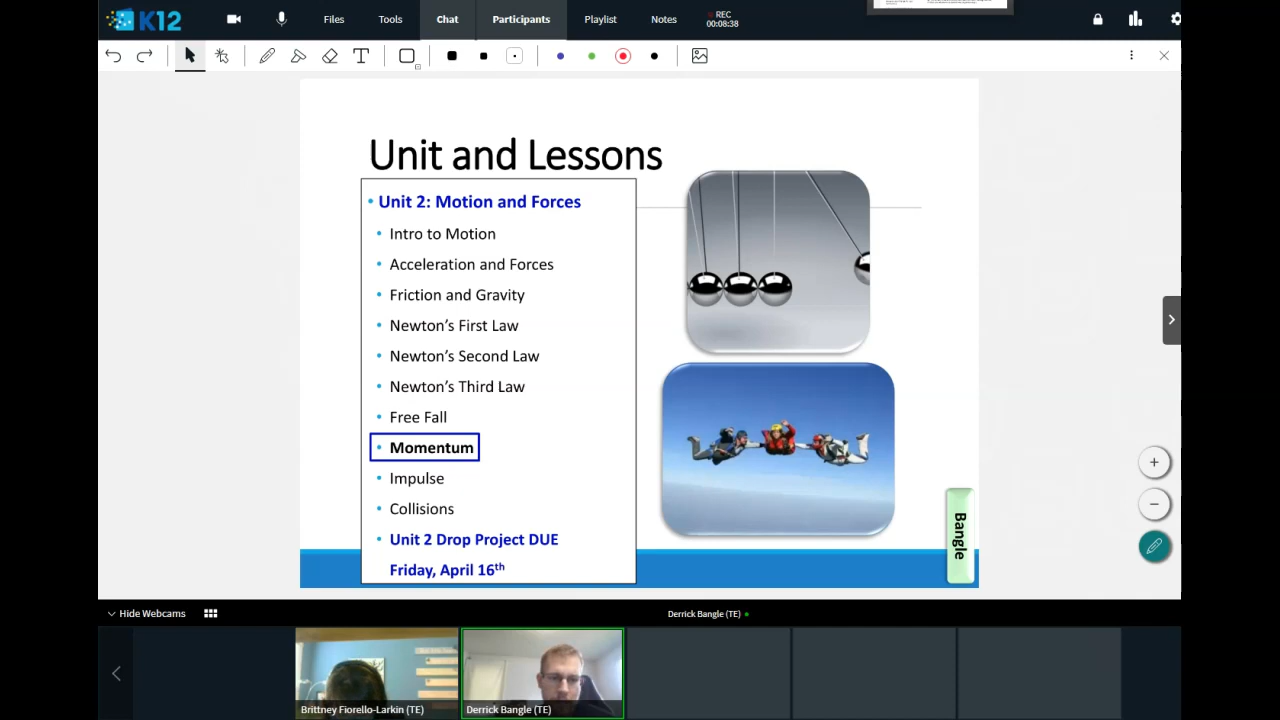 K12
Files
Tools
Chat
Participants
Playlist
Notes
REC
00:08:38
Unit and Lessons
• Unit 2: Motion and Forces
• Intro to Motion
• Acceleration and Forces
• Friction and Gravity
• Newton's First Law
• Newton's Second Law
• Newton's Third Law
• Free Fall
• Momentum
• Impulse
• Collisions
• Unit 2 Drop Project DUE
Friday, April 16th
Bangle
Hide Webcams
Derrick Bangle (TE)
Brittney Fiorello-Larkin (TE)
Derrick Bangle (TE)